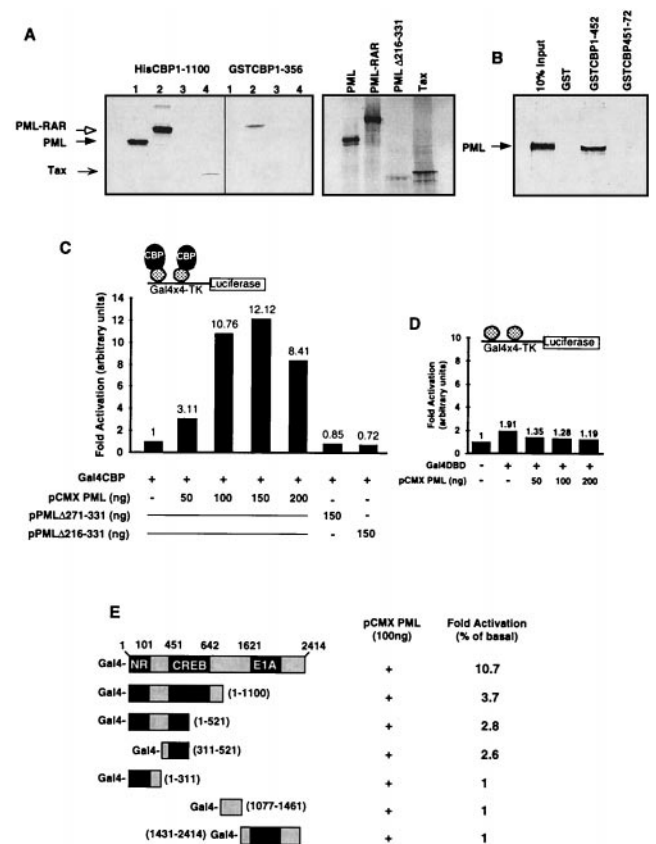 A
HisCBP1-1100 GSTCBP1-356
1 2 3 4 1 2 3 4
PML-RAR
PML
Tax
PML
PML-RAR
PML Δ216-331
Tax
B
10% Input
GST
GSTCBP1-452
GSTCBP451-72
PML
C
CBP CBP
Gal4x4-TK Luciferase
Fold Activation (arbitrary units)
14
12
10
8
6
4
2
0
1 3.11 10.76 12.12 8.41 0.85 0.72
Gal4CBP + + + + + + +
pCMX PML (ng) - 50 100 150 200 - -
pPMLΔ271-331 (ng) 150 -
pPMLΔ216-331 (ng) - 150
D
Gal4x4-TK Luciferase
Fold Activation
(arbitrary units)
10
8
6
4
2
0
1 1.91 1.35 1.28 1.19
Gal4DBD - + + + +
pCMX PML (ng) - - 50 100 200
E
1 101 451 642 1621 2414
pCMX PML
(100ng)
Fold Activation
(% of basal)
Gal4- NR CREB E1A + 10.7
Gal4- (1-1100) + 3.7
Gal4- (1-521) + 2.8
Gal4- (311-521) + 2.6
Gal4- (1-311) + 1
Gal4- (1077-1461) + 1
(1431-2414) Gal4- + 1